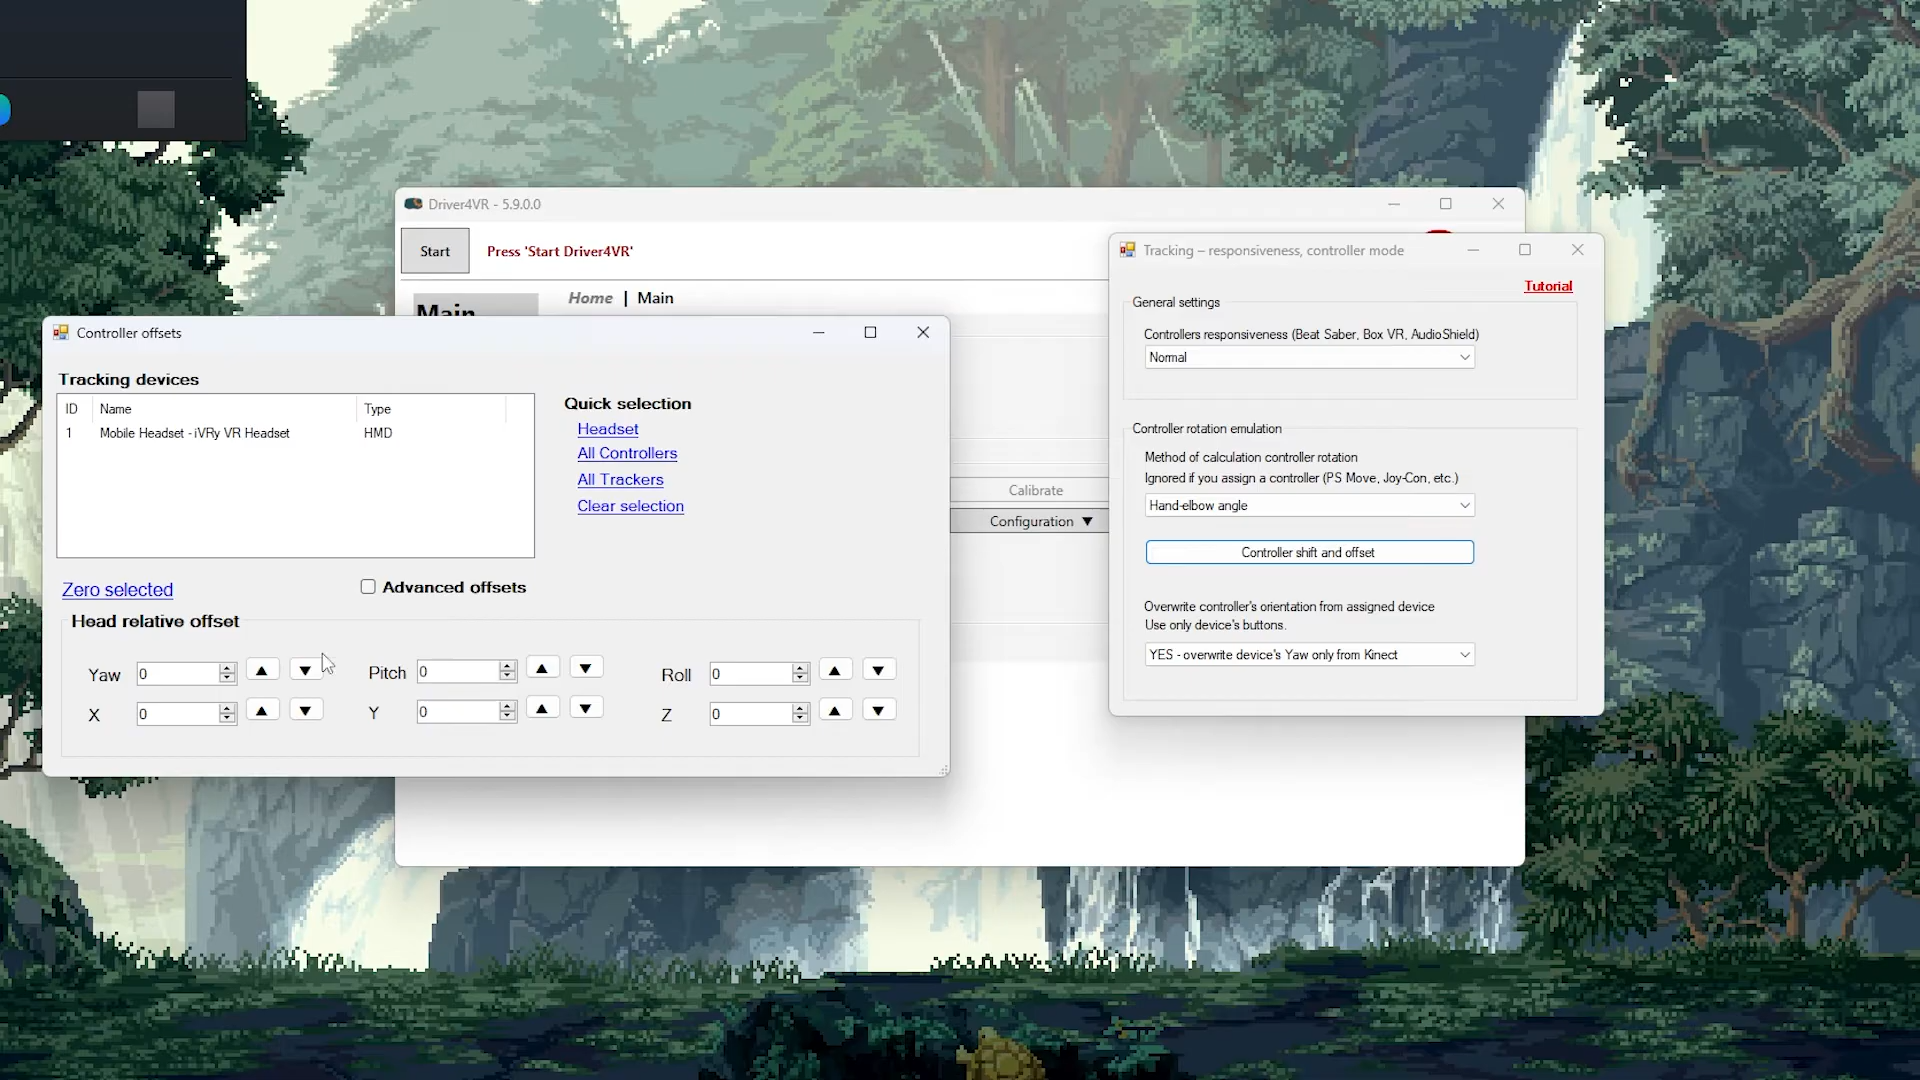 Driver4VR - 5.9.0.0
Start
Press 'Start Driver4VR'
Main
Home | Main
Calibrate
Configuration ▼
Controller offsets
Tracking devices
ID Name Type
1 Mobile Headset - iVRy VR Headset HMD
Quick selection
Headset
All Controllers
All Trackers
Clear selection
Zero selected
Advanced offsets
Head relative offset
Yaw 0 Pitch 0 Roll 0
X 0 Y 0 Z 0
Tracking – responsiveness, controller mode
Tutorial
General settings
Controllers responsiveness (Beat Saber, Box VR, AudioShield)
Normal
Controller rotation emulation
Method of calculation controller rotation
Ignored if you assign a controller (PS Move, Joy-Con, etc.)
Hand-elbow angle
Controller shift and offset
Overwrite controller's orientation from assigned device
Use only device's buttons.
YES - overwrite device's Yaw only from Kinect